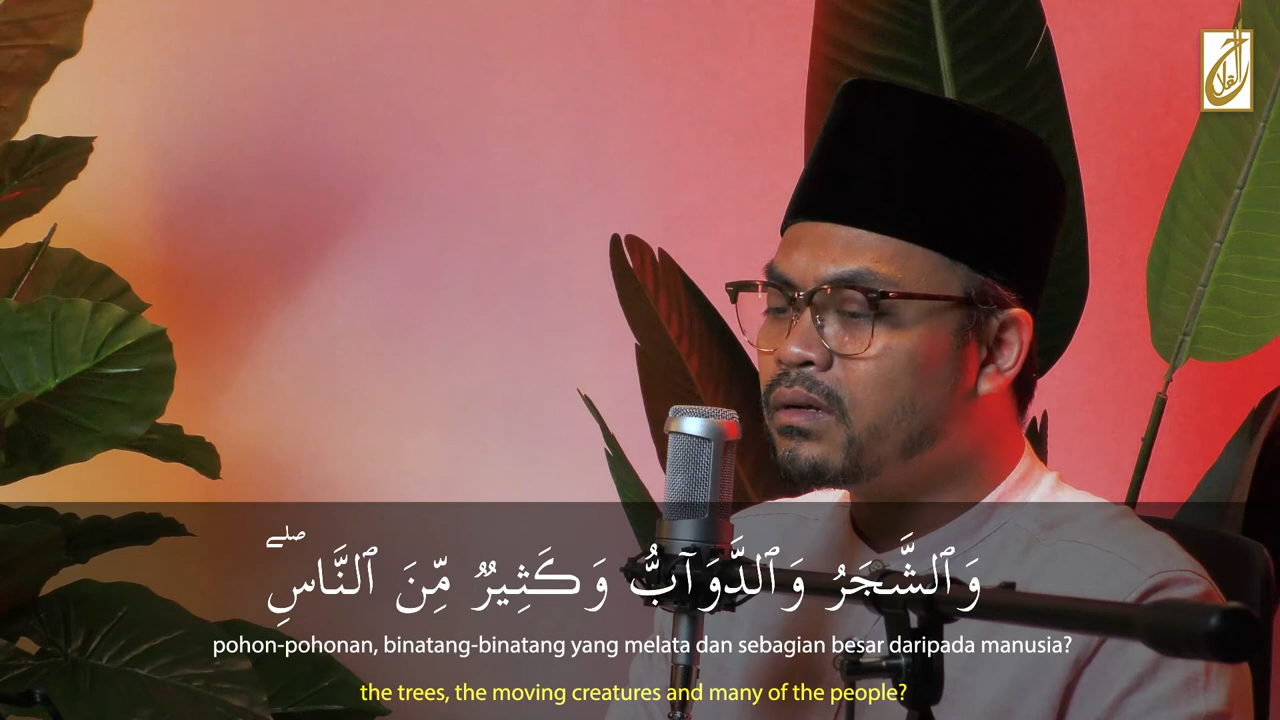 وَٱلشَّجَرُ وَٱلدَّوَآبُّ وَكَثِيرٌ مِّنَ ٱلنَّاسِۖ
pohon-pohonan, binatang-binatang yang melata dan sebagian besar daripada manusia?
the trees, the moving creatures and many of the people?